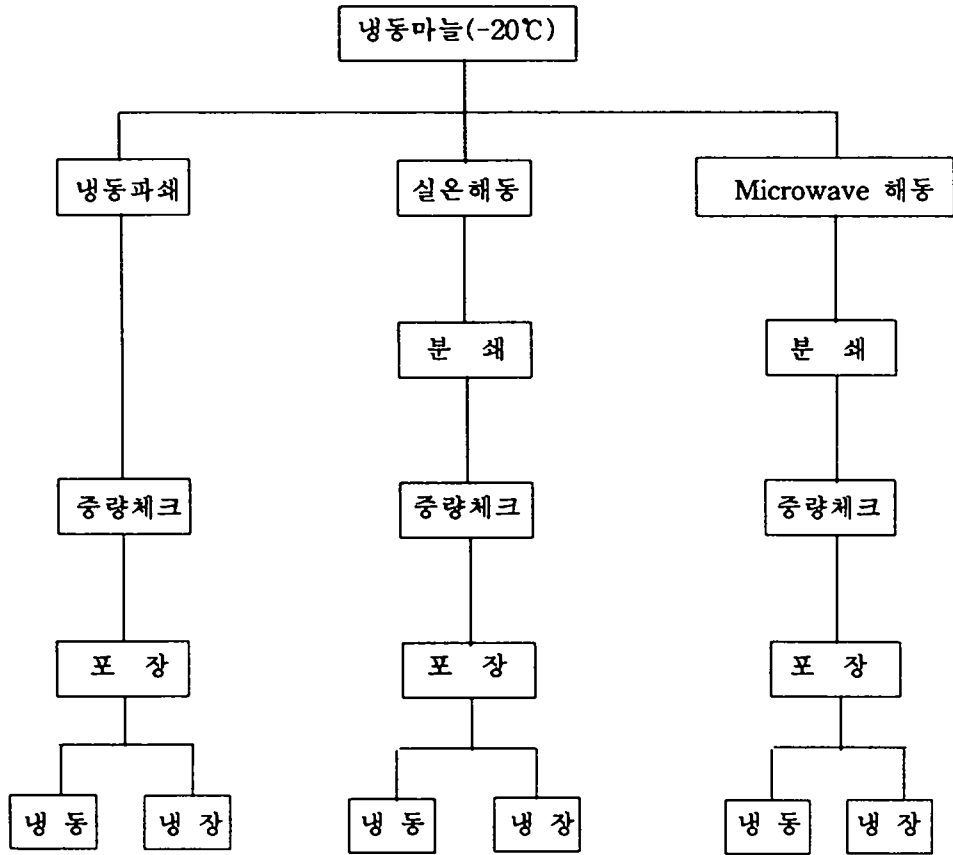 냉동마늘(-20℃)
냉동파쇄 실온해동 Microwave 해동
분 쇄 분 쇄
중량체크 중량체크 중량체크
포 장 포 장 포 장
냉 동 냉 장 냉 동 냉 장 냉 동 냉 장